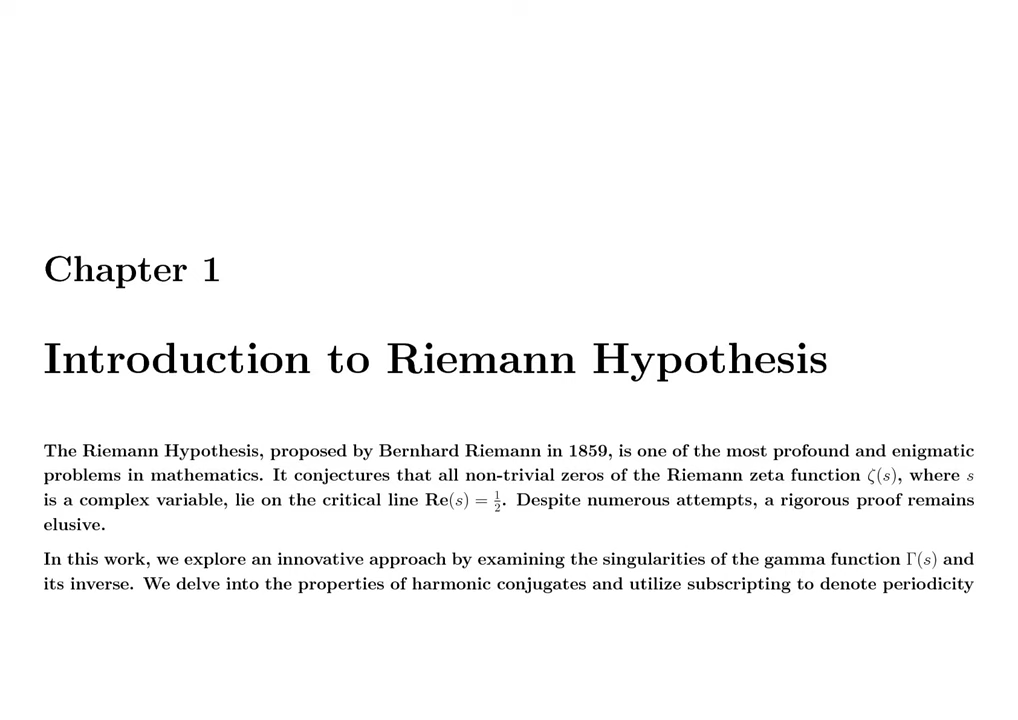 Chapter 1
Introduction to Riemann Hypothesis
The Riemann Hypothesis, proposed by Bernhard Riemann in 1859, is one of the most profound and enigmatic
problems in mathematics. It conjectures that all non-trivial zeros of the Riemann zeta function ζ(s), where s
is a complex variable, lie on the critical line Re(s) = 1/2. Despite numerous attempts, a rigorous proof remains
elusive.
In this work, we explore an innovative approach by examining the singularities of the gamma function Γ(s) and
its inverse. We delve into the properties of harmonic conjugates and utilize subscripting to denote periodicity